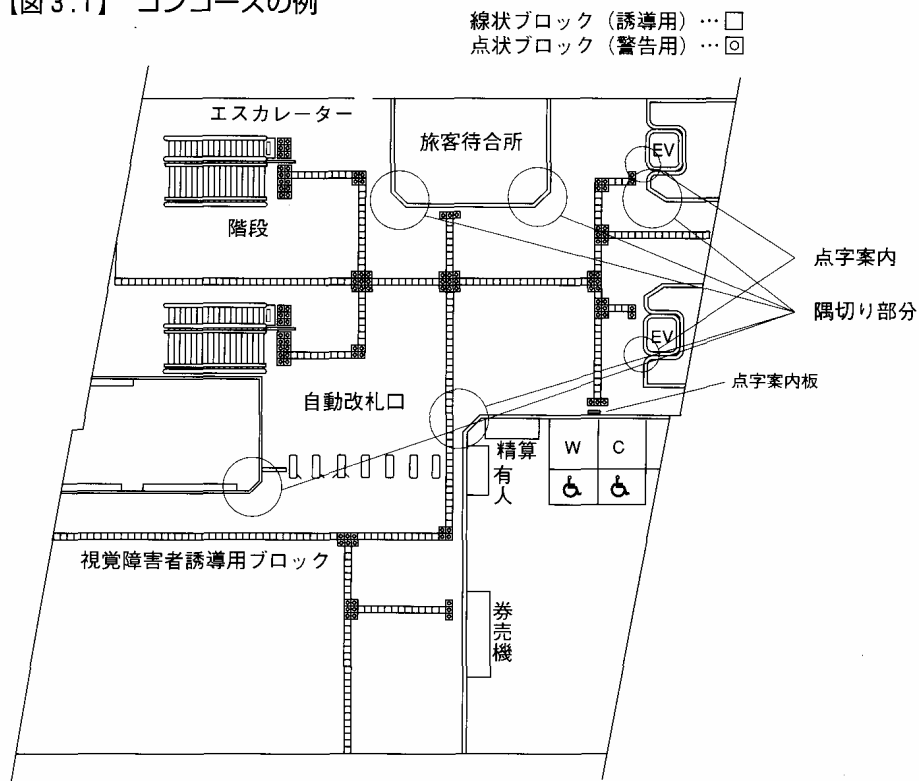 【図3.1】 コンコースの例
線状ブロック（誘導用）…□
点状ブロック（警告用）…回
エスカレーター
旅客待合所
EV
階段
点字案内
隅切り部分
EV
点字案内板
自動改札口
精算
有人
W C
視覚障害者誘導用ブロック
券売機